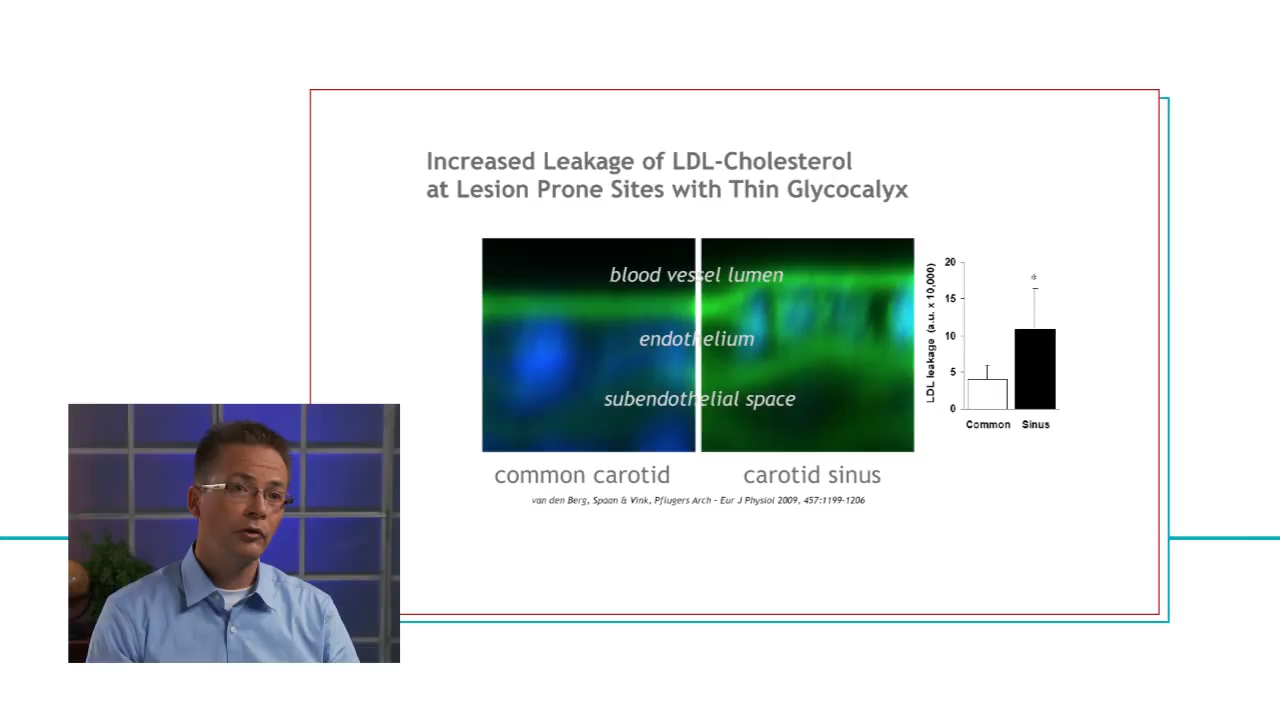 Increased Leakage of LDL-Cholesterol
at Lesion Prone Sites with Thin Glycocalyx
blood vessel lumen
endothelium
subendothelial space
common carotid
carotid sinus
van den Berg, Spaan & Vink, Pflugers Arch - Eur J Physiol 2009, 457:1199-1206
LDL leakage (a.u. x 10,000)
20
15
10
5
0
*
Common
Sinus